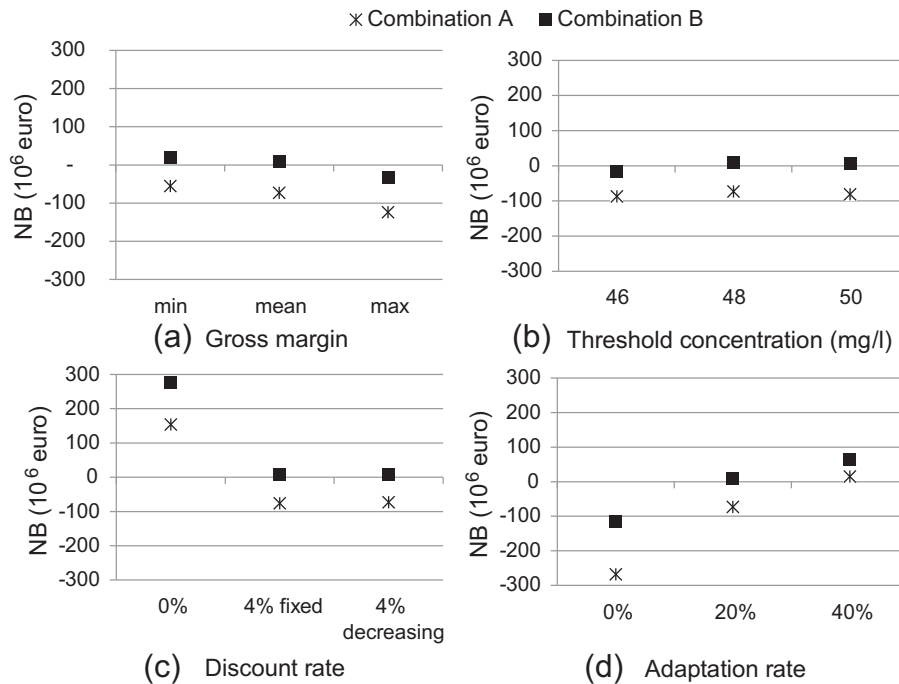 Combination A Combination B
300
200
100
-
-100
-200
-300
NB (10⁶ euro)
min mean max
(a) Gross margin
300
200
100
0
-100
-200
-300
NB (10⁶ euro)
46 48 50
(b) Threshold concentration (mg/l)
300
200
100
0
-100
-200
-300
NB (10⁶ euro)
0% 4% fixed 4%
decreasing
(c) Discount rate
300
200
100
0
-100
-200
-300
NB (10⁶ euro)
0% 20% 40%
(d) Adaptation rate